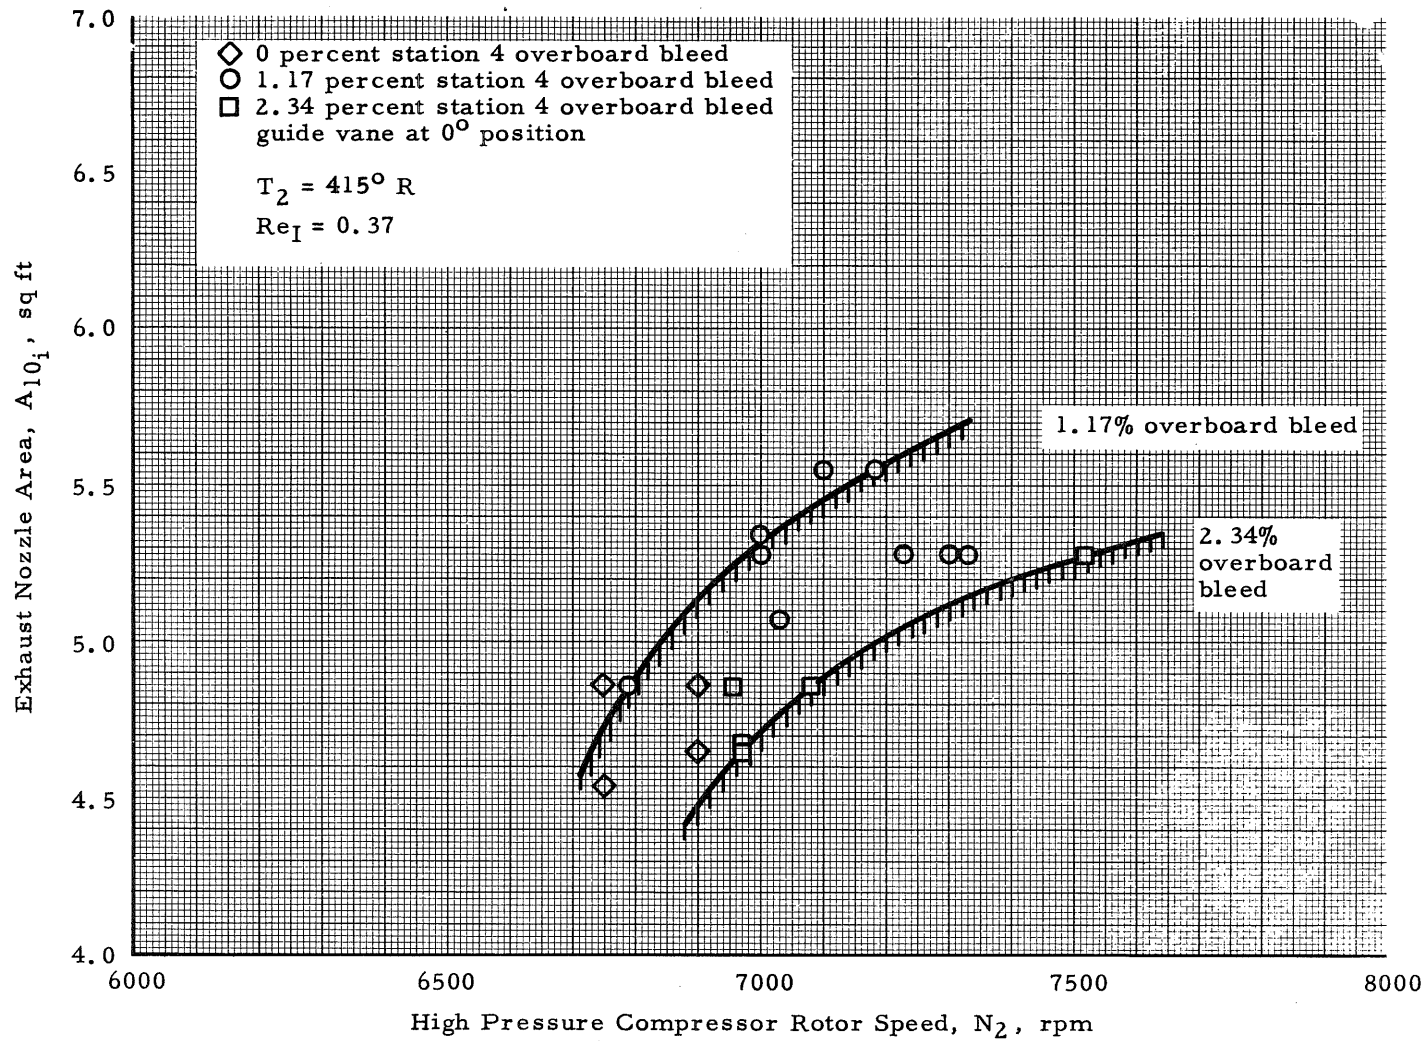 7.0
6.5
6.0
5.5
5.0
4.5
4.0
Exhaust Nozzle Area, A10i, sq ft
0 percent station 4 overboard bleed
1.17 percent station 4 overboard bleed
2.34 percent station 4 overboard bleed
guide vane at 0° position
T2 = 415° R
ReI = 0.37
1.17% overboard bleed
2.34%
overboard
bleed
6000 6500 7000 7500 8000
High Pressure Compressor Rotor Speed, N2, rpm